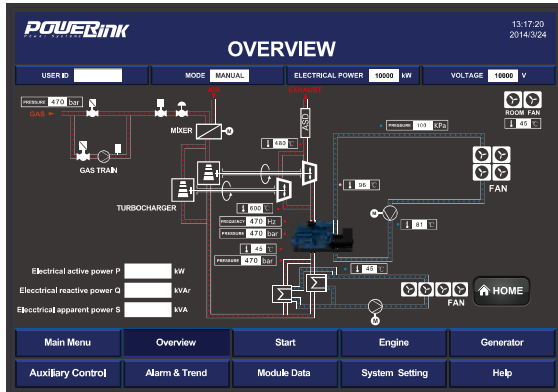 POWERlink
Power Systems
13:17:20
2014/3/24
OVERVIEW
USER ID
MODE MANUAL
ELECTRICAL POWER 10000 kW
VOLTAGE 10000 V
PRESSURE 470 bar
GAS
AIR
EXHAUST
MIXER
M
ASD1
GAS TRAIN
480 ℃
PRESSURE 100 KPa
ROOM FAN
45 ℃
FAN
96 ℃
TURBOCHARGER
600 ℃
FREQUENCY 470 Hz
PRESSURE 470 bar
M
81 ℃
45 ℃
PRESSURE 470 bar
45 ℃
Electrical active power P kW
Elecctrical reactive power Q kVAr
Elecctrical apparent power S kVA
M
FAN
HOME
Main Menu
Overview
Start
Engine
Generator
Auxiliary Control
Alarm & Trend
Module Data
System Setting
Help